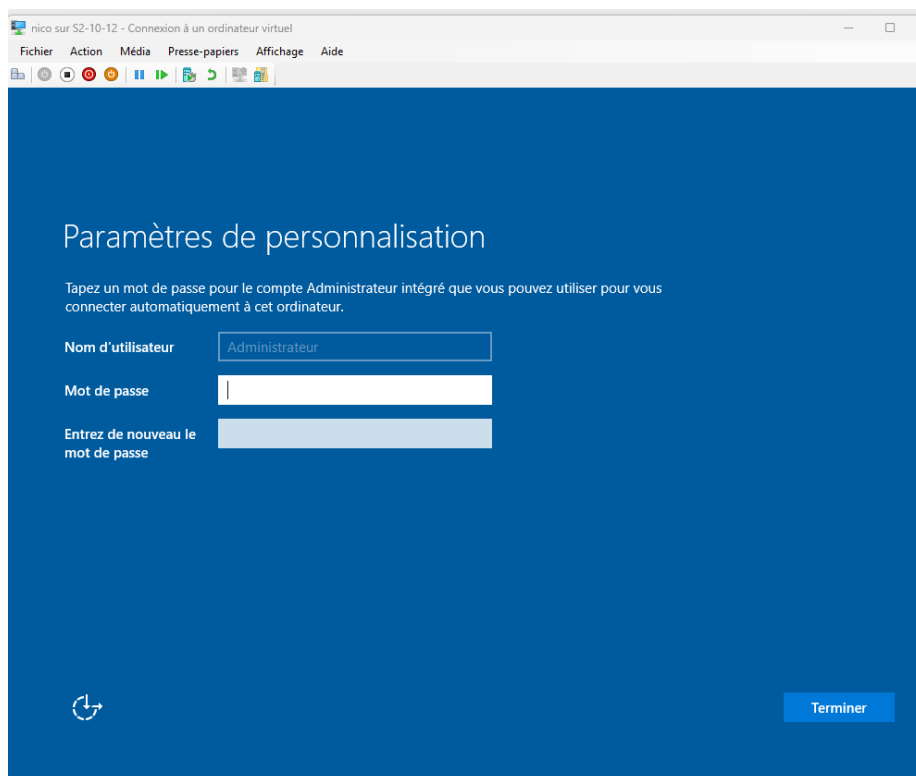 nico sur S2-10-12 - Connexion à un ordinateur virtuel
Fichier Action Média Presse-papiers Affichage Aide
Paramètres de personnalisation
Tapez un mot de passe pour le compte Administrateur intégré que vous pouvez utiliser pour vous
connecter automatiquement à cet ordinateur.
Nom d'utilisateur Administrateur
Mot de passe
Entrez de nouveau le
mot de passe
Terminer